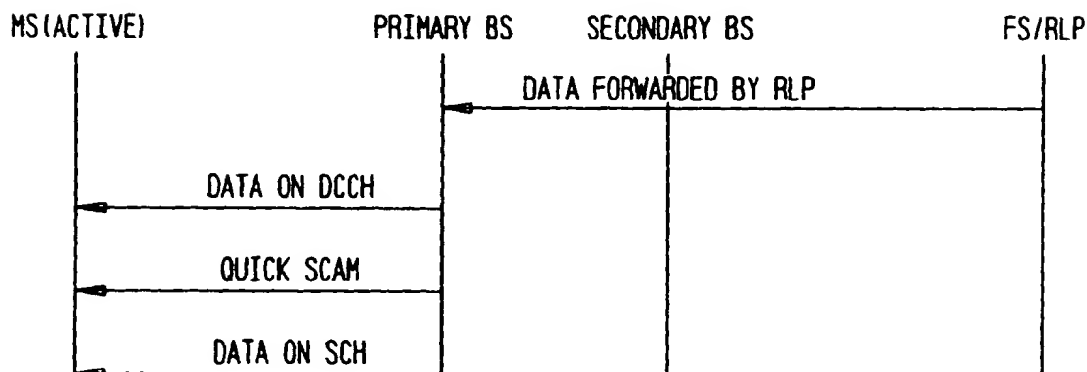 MS(ACTIVE) PRIMARY BS SECONDARY BS FS/RLP
DATA FORWARDED BY RLP
DATA ON DCCH
QUICK SCAM
DATA ON SCH